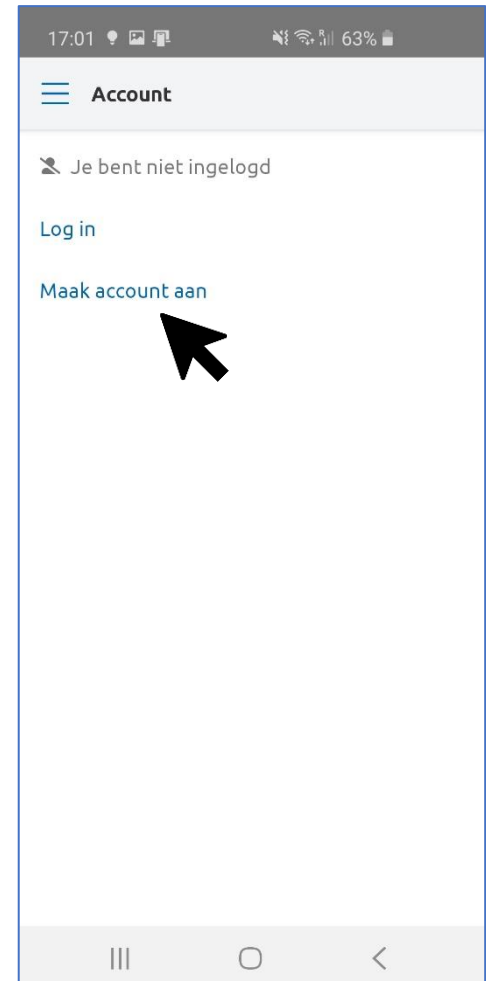 17:01 63%
Account
Je bent niet ingelogd
Log in
Maak account aan